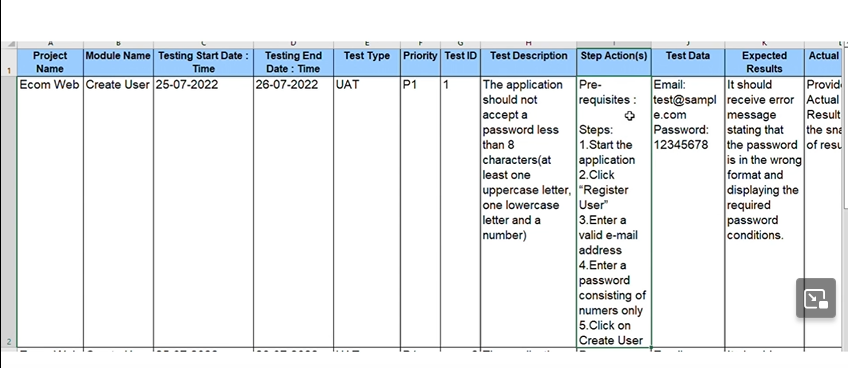 A B C D E F G H I J K L
1 Project Name Module Name Testing Start Date : Time Testing End Date : Time Test Type Priority Test ID Test Description Step Action(s) Test Data Expected Results Actual
2
Ecom Web
Create User
25-07-2022
26-07-2022
UAT
P1
1
The application
should not
accept a
password less
than 8
characters(at
least one
uppercase letter,
one lowercase
letter and a
number)
Pre-
requisites :
Steps:
1.Start the
application
2.Click
“Register
User”
3.Enter a
valid e-mail
address
4.Enter a
password
consisting of
numers only
5.Click on
Create User
Email:
test@sampl
e.com
Password:
12345678
It should
receive error
message
stating that
the password
is in the wrong
format and
displaying the
required
password
conditions.
Provid
Actual
Result
the sna
of resu